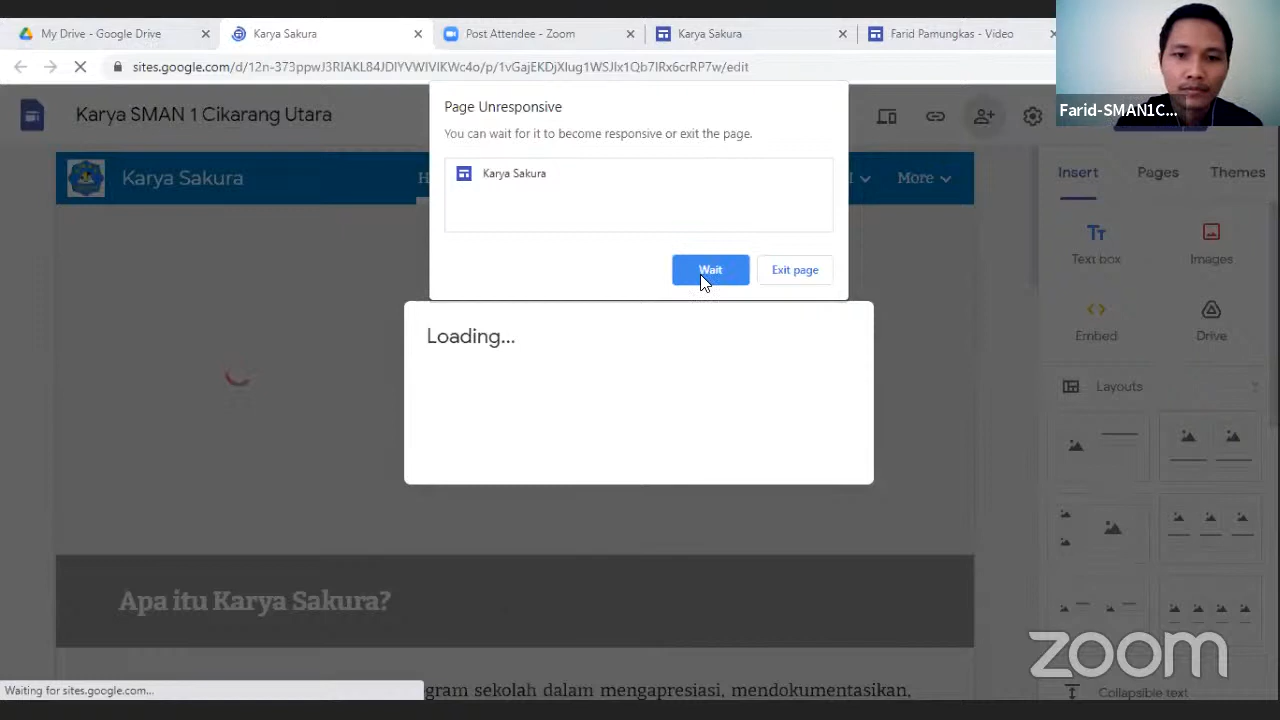 My Drive - Google Drive
Karya Sakura
Post Attendee - Zoom
Karya Sakura
Farid Pamungkas - Video
sites.google.com/d/12n-373ppwJ3RIAKL84JDIYVWIVIKWc4o/p/1vGajEKDjXIug1WSJIx1Qb7IRx6crRP7w/edit
Farid-SMAN1C...
Karya SMAN 1 Cikarang Utara
Page Unresponsive
You can wait for it to become responsive or exit the page.
Karya Sakura
Wait
Exit page
Loading...
Karya Sakura
More
Insert
Pages
Themes
Text box
Images
Embed
Drive
Layouts
Apa itu Karya Sakura?
gram sekolah dalam mengapresiasi, mendokumentasikan,
Collapsible text
Waiting for sites.google.com...
zoom